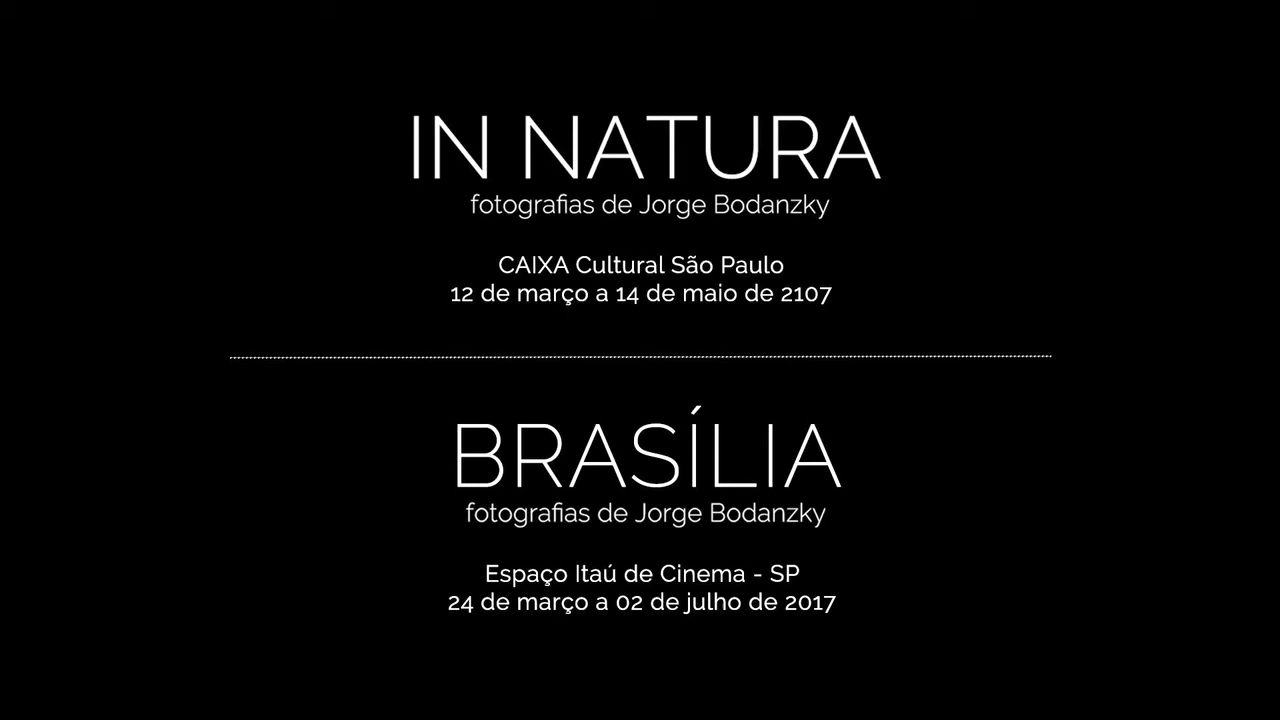 IN NATURA
fotografias de Jorge Bodanzky
CAIXA Cultural São Paulo
12 de março a 14 de maio de 2107
BRASÍLIA
fotografias de Jorge Bodanzky
Espaço Itaú de Cinema - SP
24 de março a 02 de julho de 2017